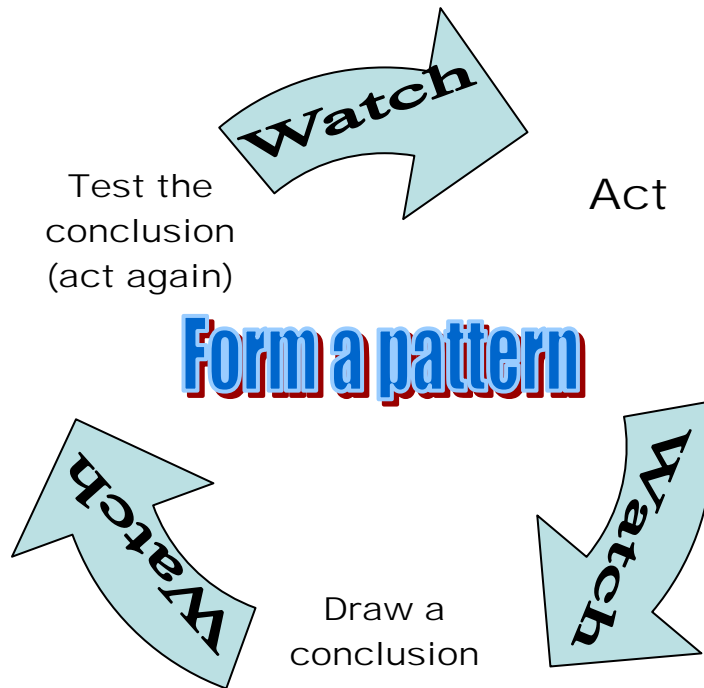 Watch
Test the
conclusion
(act again)
Act
Form a pattern
Watch
Watch
Draw a
conclusion